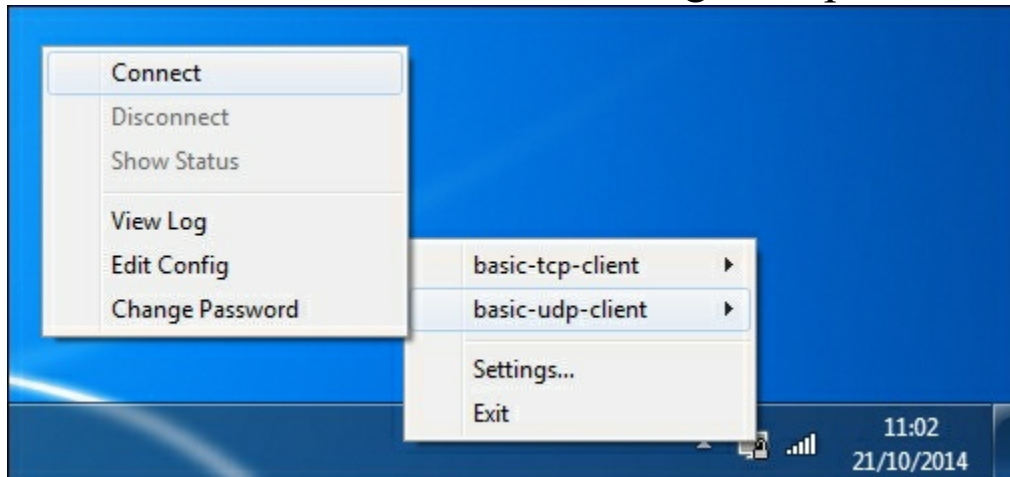 Connect
Disconnect
Show Status
View Log
Edit Config
Change Password
basic-tcp-client
basic-udp-client
Settings...
Exit
11:02
21/10/2014